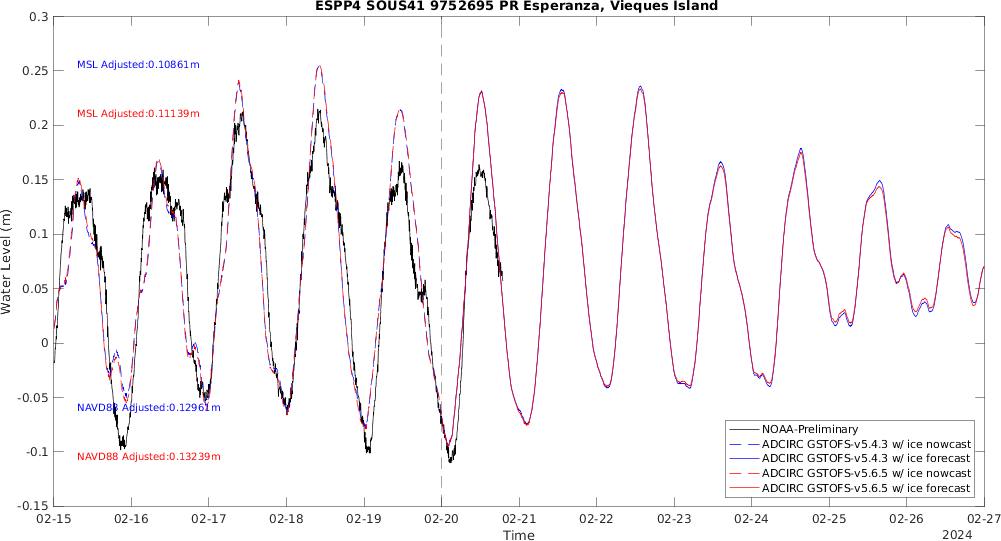 ESPP4 SOUS41 9752695 PR Esperanza, Vieques Island
0.3
0.25
0.2
0.15
0.1
0.05
0
-0.05
-0.1
-0.15
Water Level (m)
MSL Adjusted:0.10861m
MSL Adjusted:0.11139m
NAVD88 Adjusted:0.12961m
NAVD88 Adjusted:0.13239m
NOAA-Preliminary
ADCIRC GSTOFS-v5.4.3 w/ ice nowcast
ADCIRC GSTOFS-v5.4.3 w/ ice forecast
ADCIRC GSTOFS-v5.6.5 w/ ice nowcast
ADCIRC GSTOFS-v5.6.5 w/ ice forecast
02-15 02-16 02-17 02-18 02-19 02-20 02-21 02-22 02-23 02-24 02-25 02-26 02-27
Time
2024